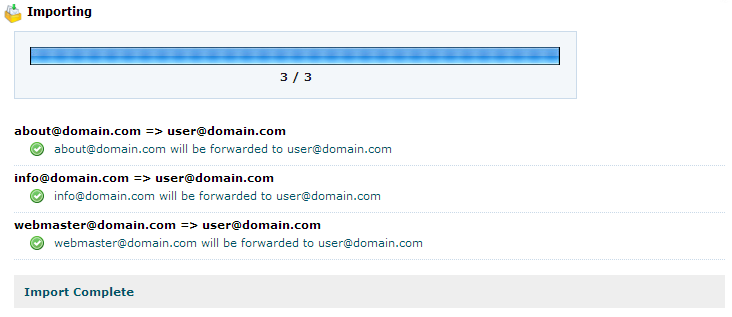 Importing
3 / 3
about@domain.com => user@domain.com
about@domain.com will be forwarded to user@domain.com
info@domain.com => user@domain.com
info@domain.com will be forwarded to user@domain.com
webmaster@domain.com => user@domain.com
webmaster@domain.com will be forwarded to user@domain.com
Import Complete